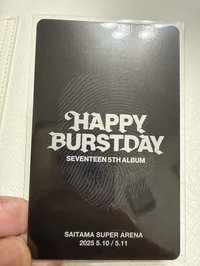 HAPPY
BURSTDAY
SEVENTEEN 5TH ALBUM
SAITAMA SUPER ARENA
2025 5.10 / 5.11